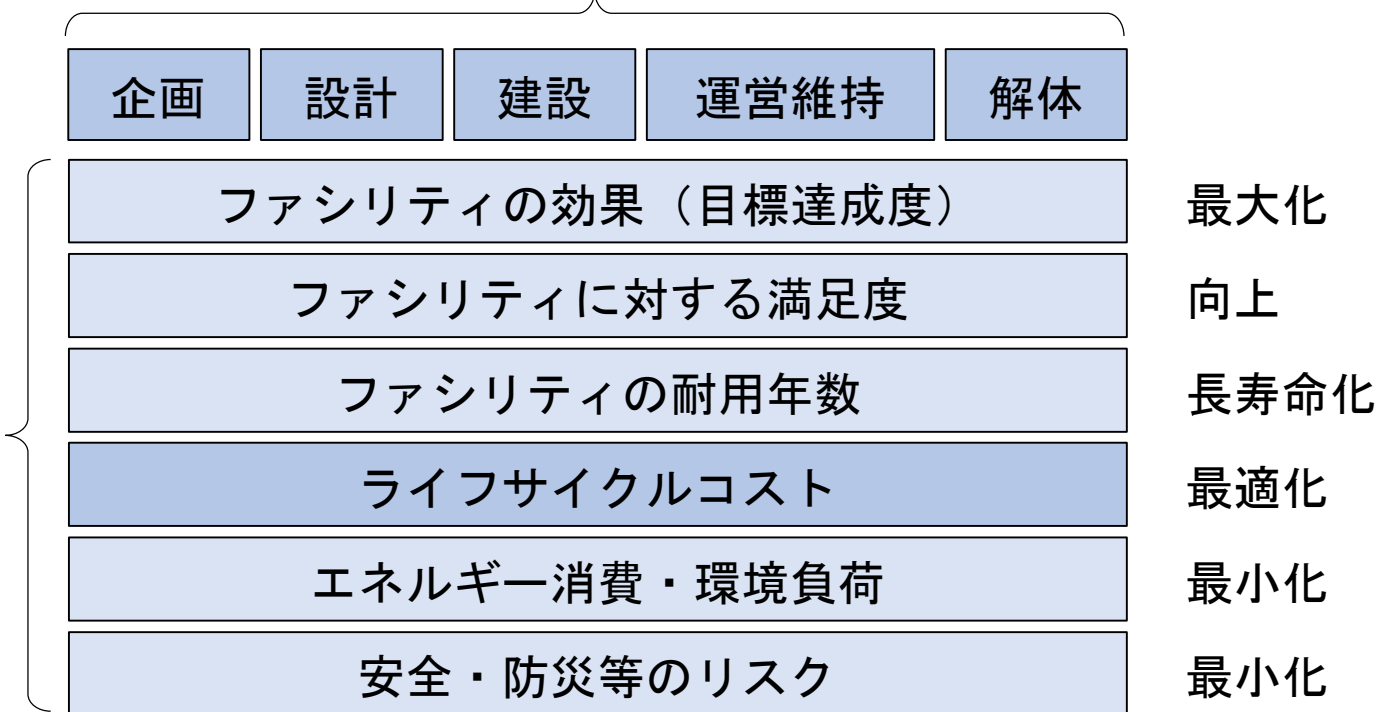 企画 設計 建設 運営維持 解体
ファシリティの効果（目標達成度） 最大化
ファシリティに対する満足度 向上
ファシリティの耐用年数 長寿命化
ライフサイクルコスト 最適化
エネルギー消費・環境負荷 最小化
安全・防災等のリスク 最小化